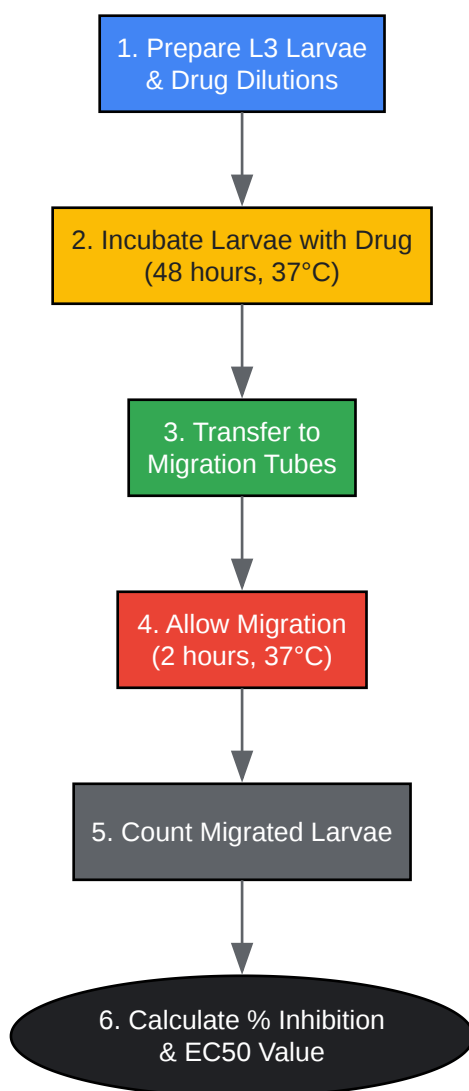 1. Prepare L3 Larvae
& Drug Dilutions
2. Incubate Larvae with Drug
(48 hours, 37°C)
3. Transfer to
Migration Tubes
4. Allow Migration
(2 hours, 37°C)
5. Count Migrated Larvae
6. Calculate % Inhibition
& EC50 Value